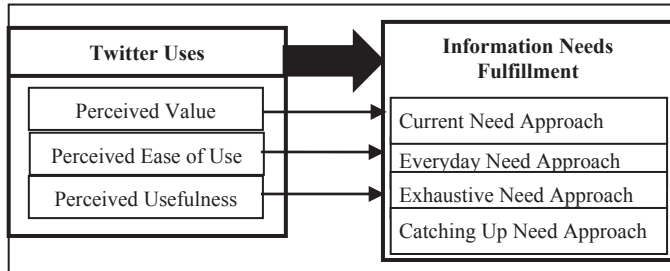 Twitter Uses
Perceived Value
Perceived Ease of Use
Perceived Usefulness
Information Needs
Fulfillment
Current Need Approach
Everyday Need Approach
Exhaustive Need Approach
Catching Up Need Approach